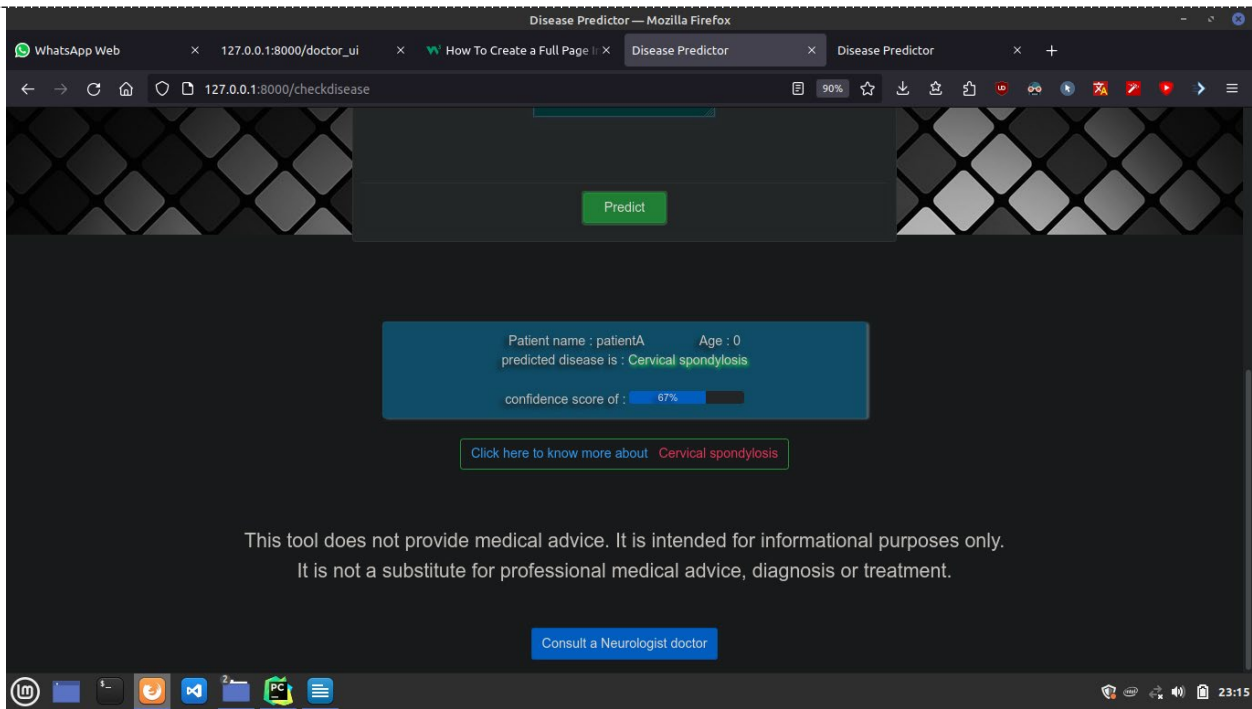 Disease Predictor — Mozilla Firefox
WhatsApp Web
127.0.0.1:8000/doctor_ui
How To Create a Full Page I
Disease Predictor
Disease Predictor
127.0.0.1:8000/checkdisease
90%
Predict
Patient name : patientA Age : 0
predicted disease is : Cervical spondylosis
confidence score of : 67%
Click here to know more about Cervical spondylosis
This tool does not provide medical advice. It is intended for informational purposes only.
It is not a substitute for professional medical advice, diagnosis or treatment.
Consult a Neurologist doctor
2
PC
23:15